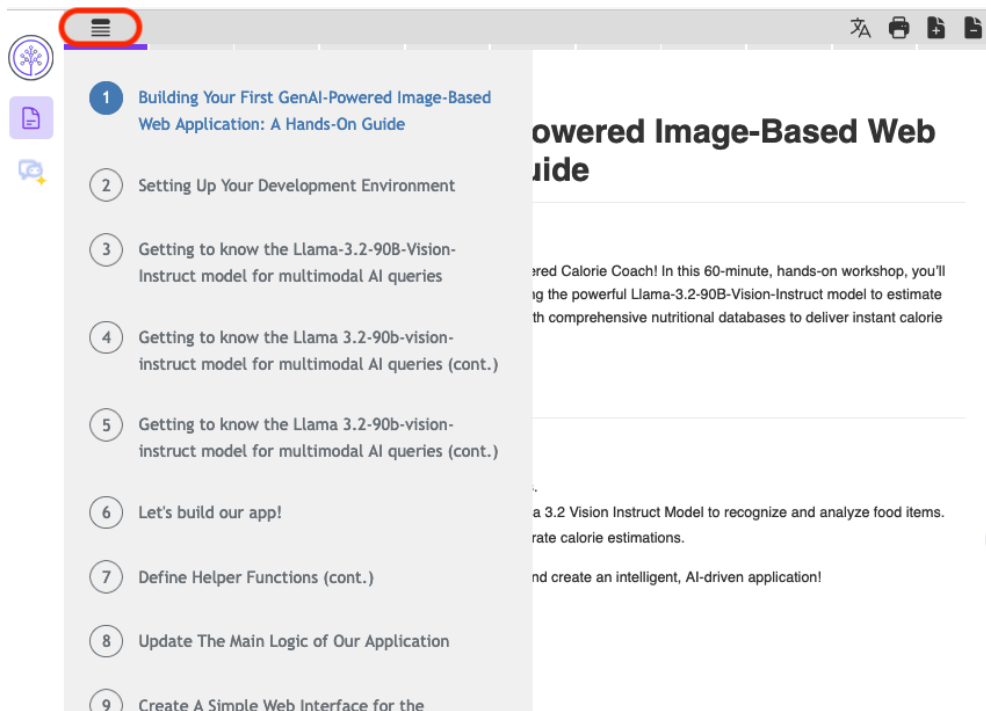 1 Building Your First GenAI-Powered Image-Based
Web Application: A Hands-On Guide
2 Setting Up Your Development Environment
3 Getting to know the Llama-3.2-90B-Vision-
Instruct model for multimodal AI queries
4 Getting to know the Llama 3.2-90b-vision-
instruct model for multimodal AI queries (cont.)
5 Getting to know the Llama 3.2-90b-vision-
instruct model for multimodal AI queries (cont.)
6 Let's build our app!
7 Define Helper Functions (cont.)
8 Update The Main Logic of Our Application
9 Create A Simple Web Interface for the
owered Image-Based Web
uide
ered Calorie Coach! In this 60-minute, hands-on workshop, you'll
ng the powerful Llama-3.2-90B-Vision-Instruct model to estimate
th comprehensive nutritional databases to deliver instant calorie
s.
a 3.2 Vision Instruct Model to recognize and analyze food items.
rate calorie estimations.
nd create an intelligent, AI-driven application!